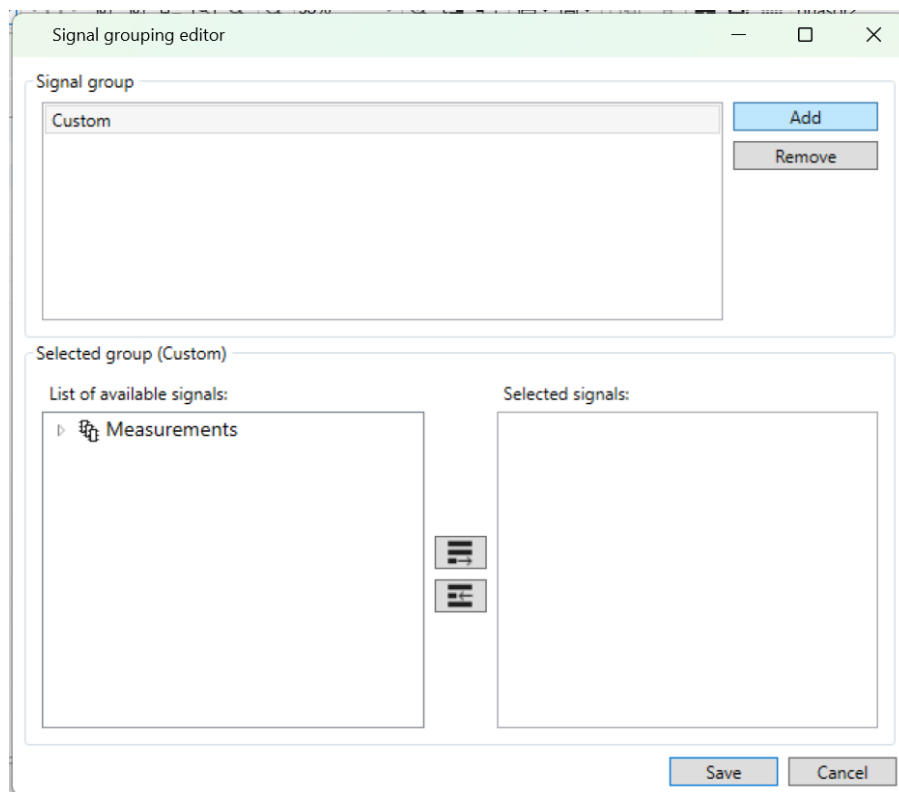 Signal grouping editor
Signal group
Custom
Add
Remove
Selected group (Custom)
List of available signals:
Selected signals:
Measurements
Save
Cancel